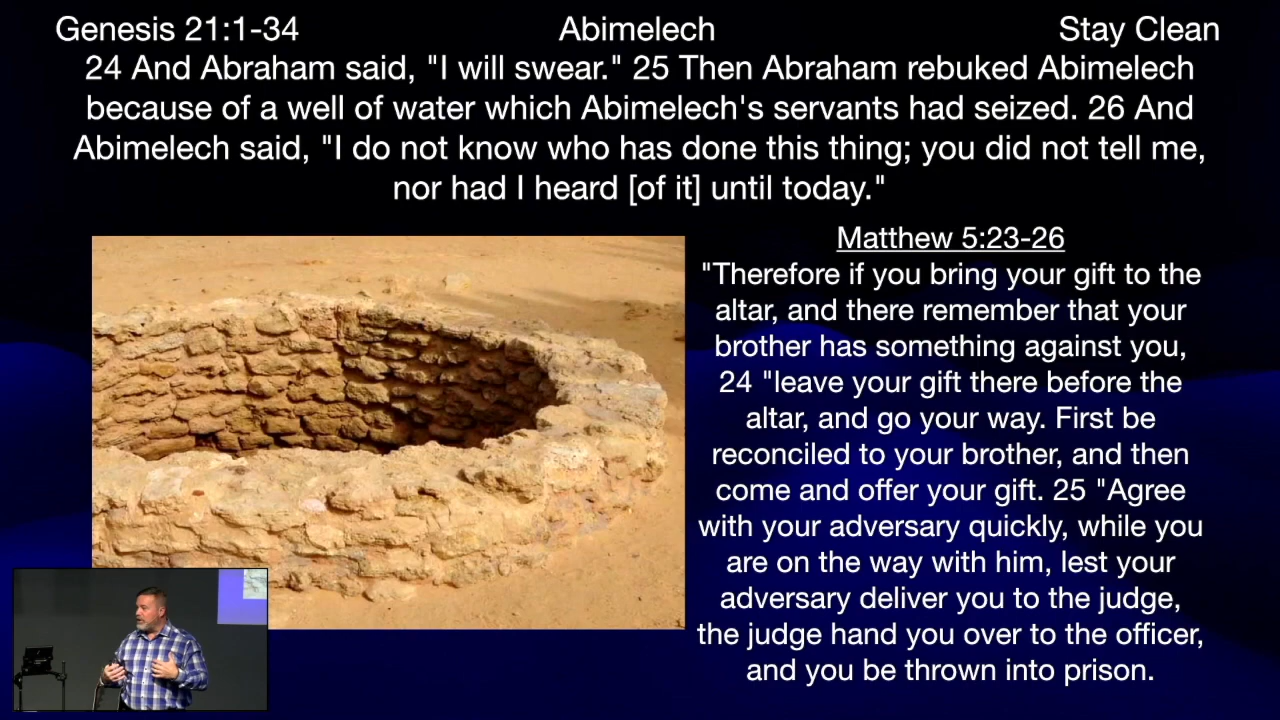 Genesis 21:1-34 Abimelech Stay Clean
24 And Abraham said, "I will swear." 25 Then Abraham rebuked Abimelech
because of a well of water which Abimelech's servants had seized. 26 And
Abimelech said, "I do not know who has done this thing; you did not tell me,
nor had I heard [of it] until today."
Matthew 5:23-26
"Therefore if you bring your gift to the
altar, and there remember that your
brother has something against you,
24 "leave your gift there before the
altar, and go your way. First be
reconciled to your brother, and then
come and offer your gift. 25 "Agree
with your adversary quickly, while you
are on the way with him, lest your
adversary deliver you to the judge,
the judge hand you over to the officer,
and you be thrown into prison.